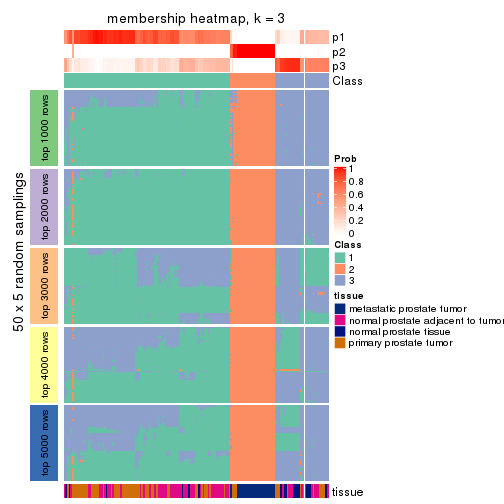 membership heatmap, k = 3
p1
p2
p3
Class
50 x 5 random samplings
top 1000 rows
top 2000 rows
top 3000 rows
top 4000 rows
top 5000 rows
Prob
1
0.8
0.6
0.4
0.2
0
Class
1
2
3
tissue
metastatic prostate tumor
normal prostate adjacent to tumor
normal prostate tissue
primary prostate tumor
tissue